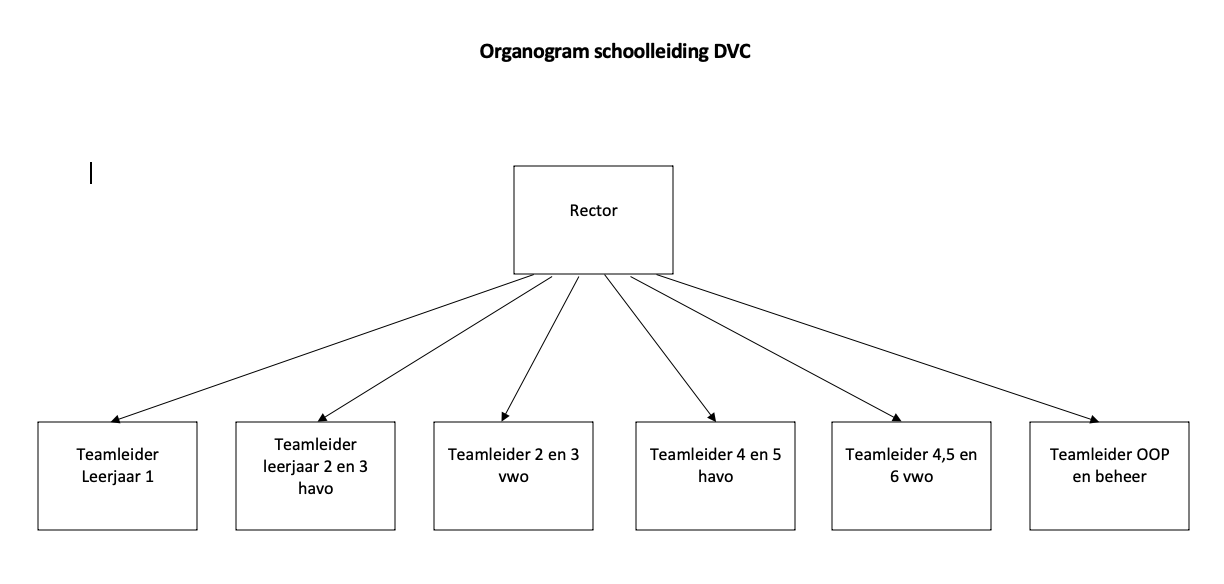 Organogram schoolleiding DVC
Rector
Teamleider
Leerjaar 1
Teamleider
leerjaar 2 en 3
havo
Teamleider 2 en 3
vwo
Teamleider 4 en 5
havo
Teamleider 4,5 en
6 vwo
Teamleider OOP
en beheer